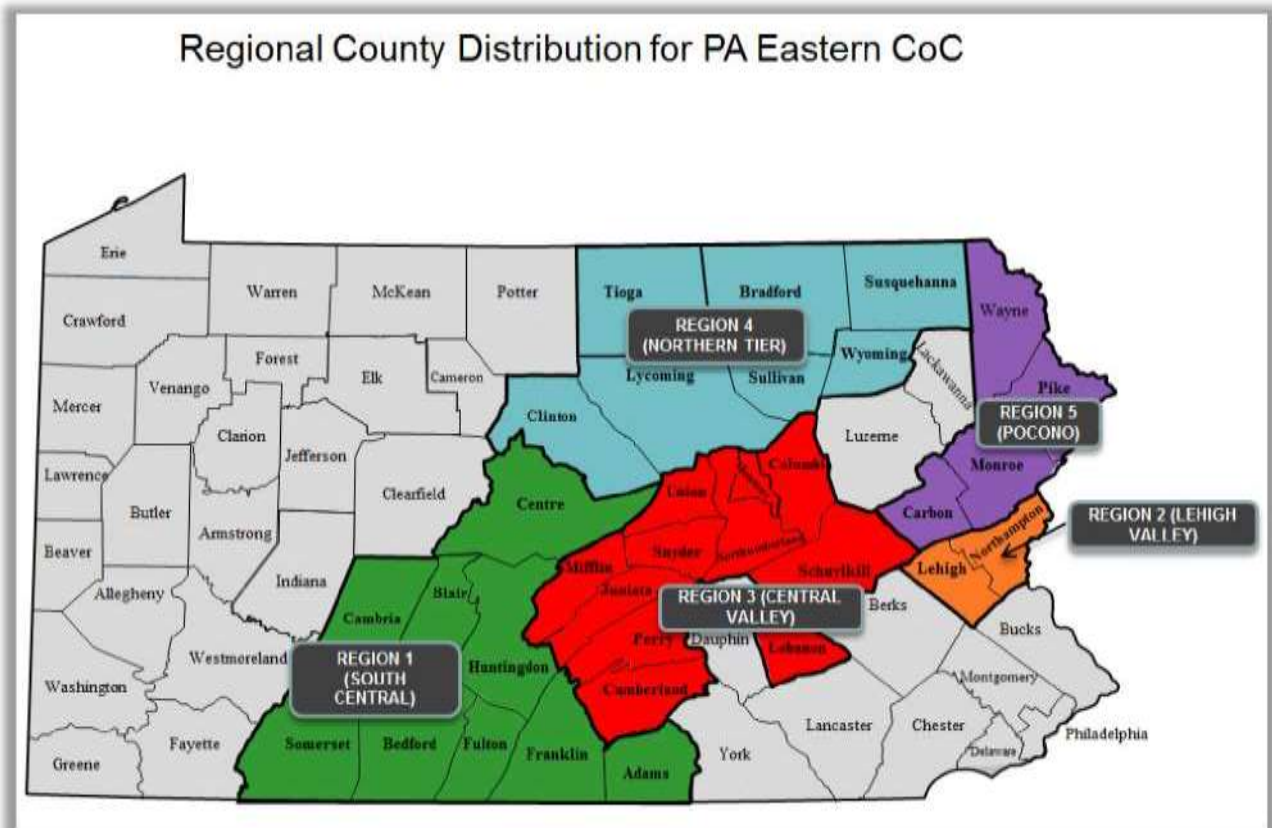 Regional County Distribution for PA Eastern CoC
Erie
Warren
McKean
Potter
Tioga
Bradford
Susquehanna
Wayne
Crawford
REGION 4
(NORTHERN TIER)
Forest
Elk
Cameron
Wyoming
Lackawanna
Venango
Lycoming
Sullivan
Pike
Mercer
Clinton
REGION 5
(POCONO)
Clarion
Luzerne
Jefferson
Columbi
Monroe
Lawrence
Clearfield
Union
Centre
Butler
Carbon
Armstrong
Northampton
REGION 2 (LEHIGH
VALLEY)
Beaver
Snyder
Northumberland
Mifflin
Lehigh
Schuylkill
Indiana
Allegheny
Blair
Juniata
REGION 3 (CENTRAL
VALLEY)
Berks
Cambria
Bucks
Perry
Dauphin
Lebanon
Westmoreland
REGION 1
(SOUTH
CENTRAL)
Huntingdon
Montgomery
Washington
Cumberland
Lancaster
Chester
Philadelphia
Fayette
Somerset
Bedford
Fulton
Franklin
York
Delaware
Greene
Adams